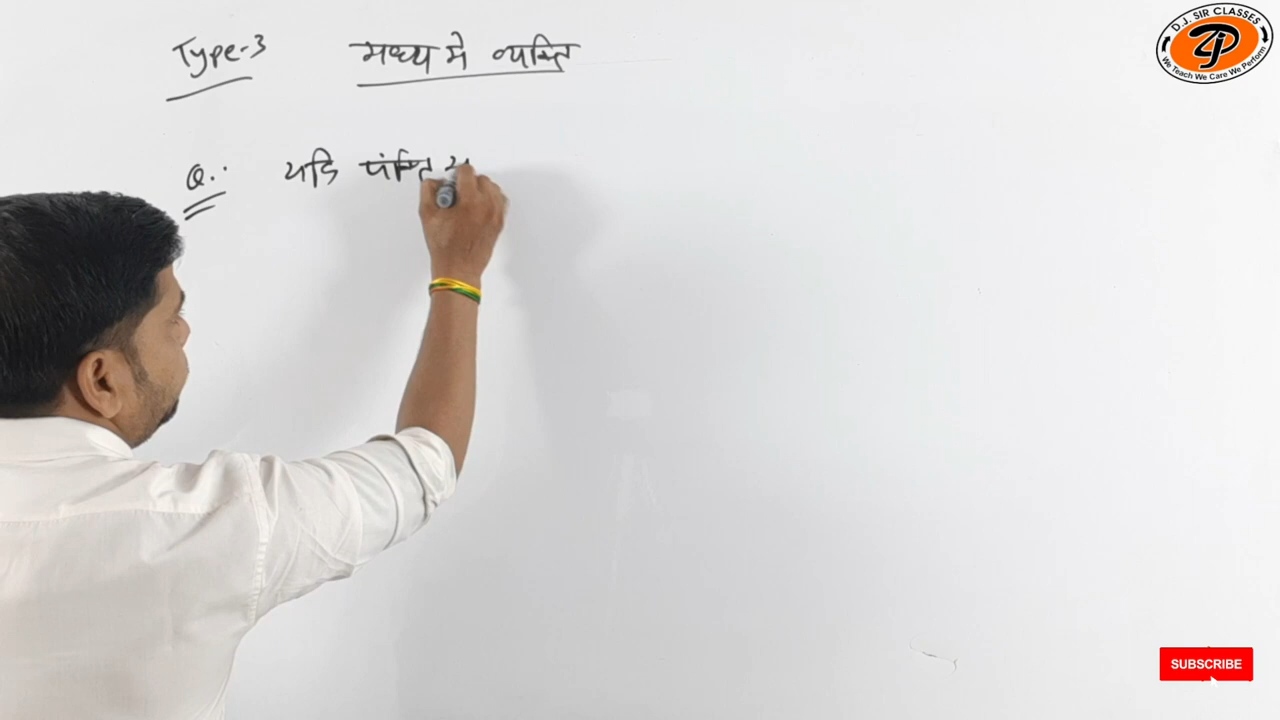 Type-3 मध्य मे व्यक्ति
Q.: यदि पंक्ति
D.J. SIR CLASSES
We Teach We Care We Perform
SUBSCRIBE